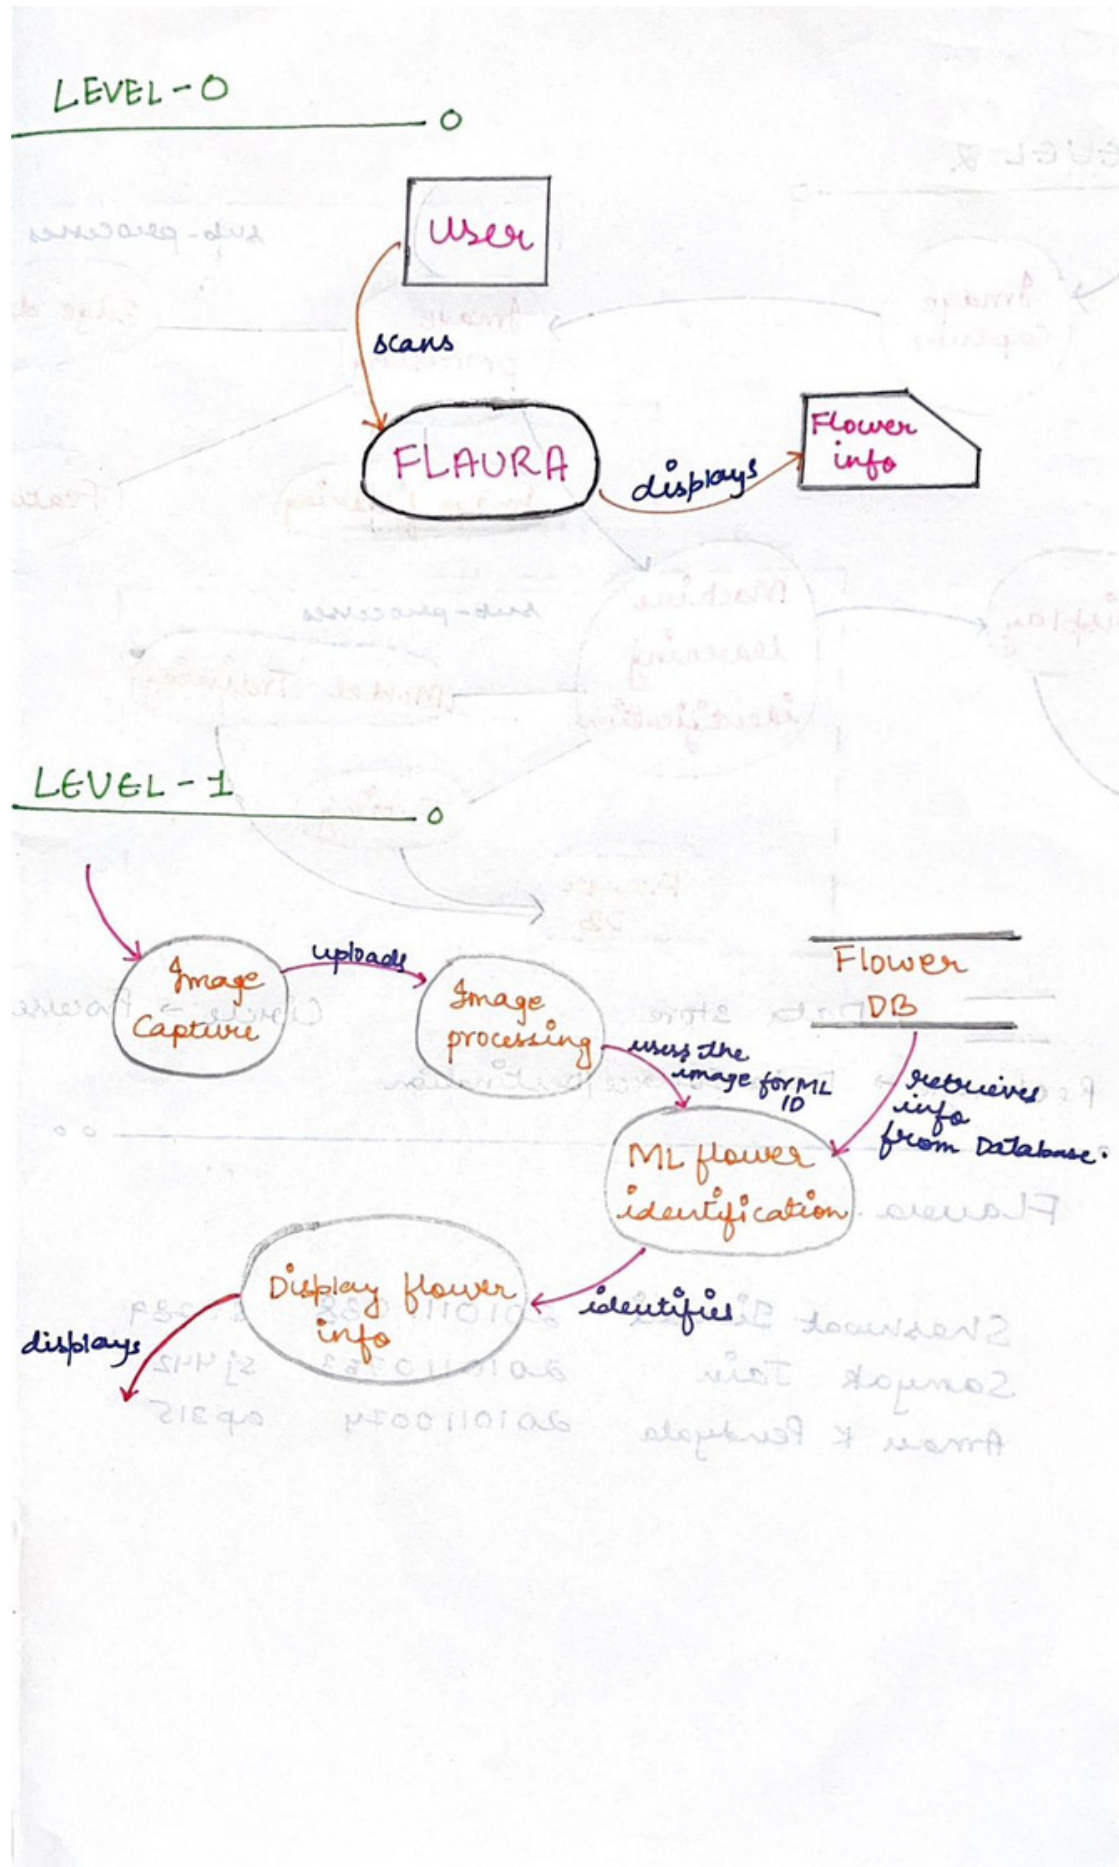 LEVEL-0
User
scans
FLAURA
displays
Flower
info
LEVEL-1
Image
Capture
uploads
Image
processing
uses the
image for ML
ID
Flower
DB
retrieves
info
from Database.
ML flower
identification
identifies
Display flower
info
displays